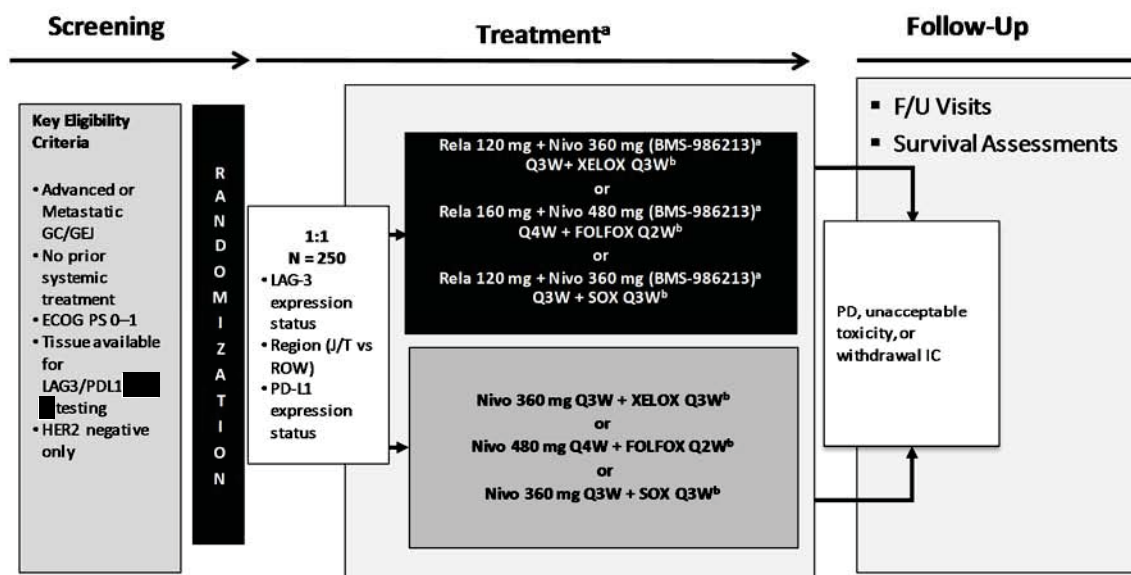 Screening
Treatmentᵃ
Follow-Up
Key Eligibility
Criteria
• Advanced or
Metastatic
GC/GEJ
• No prior
systemic
treatment
• ECOG PS 0–1
• Tissue available
for
LAG3/PDL1
testing
• HER2 negative
only
RANDOMIZATION
1:1
N = 250
• LAG-3
expression
status
• Region (J/T vs
ROW)
• PD-L1
expression
status
Rela 120 mg + Nivo 360 mg (BMS-986213)ᵃ
Q3W+ XELOX Q3Wᵇ
or
Rela 160 mg + Nivo 480 mg (BMS-986213)ᵃ
Q4W + FOLFOX Q2Wᵇ
or
Rela 120 mg + Nivo 360 mg (BMS-986213)ᵃ
Q3W + SOX Q3Wᵇ
Nivo 360 mg Q3W + XELOX Q3Wᵇ
or
Nivo 480 mg Q4W + FOLFOX Q2Wᵇ
or
Nivo 360 mg Q3W + SOX Q3Wᵇ
▪ F/U Visits
▪ Survival Assessments
PD, unacceptable
toxicity, or
withdrawal IC